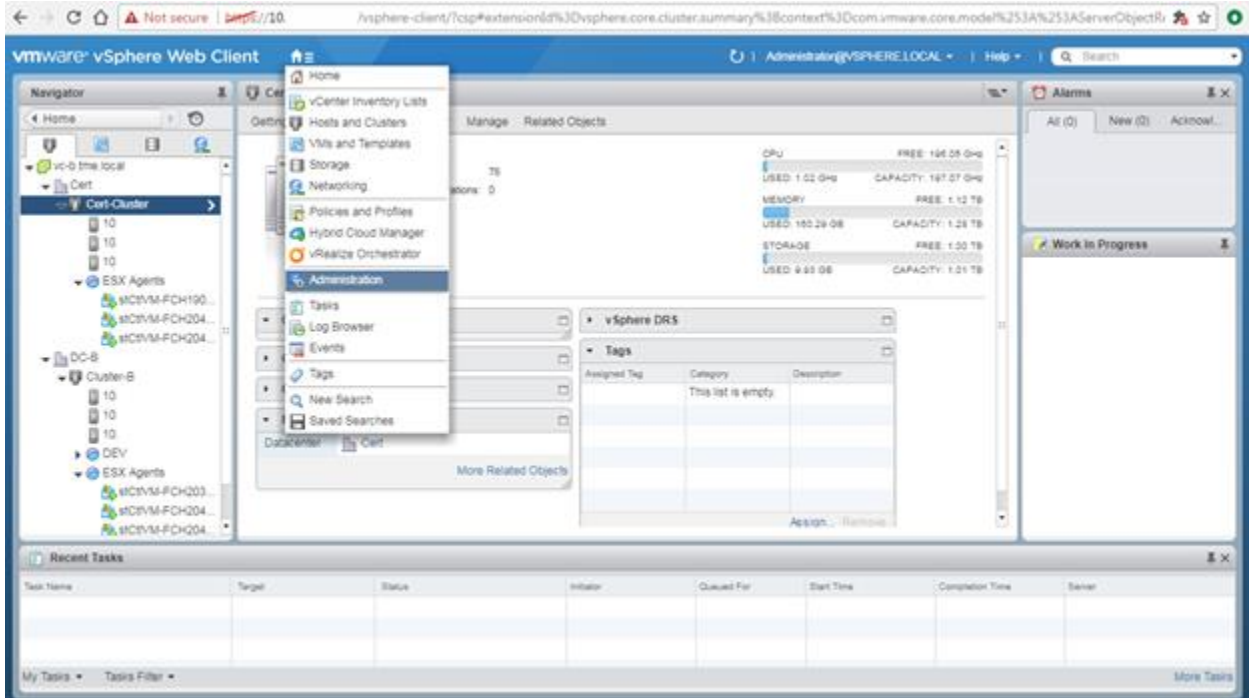 Not secure | https://10. /vsphere-client/?csp#extensionId%3Dvsphere.core.cluster.summary%3Bcontext%3Dcom.vmware.core.model%253A%253AServerObjectR
vmware vSphere Web Client
Administrator@VSPHERE.LOCAL | Help | Search
Navigator
Home
vc-b.tme.local
Cert
Cert-Cluster
10
10
10
ESX Agents
stCtlVM-FCH190...
stCtlVM-FCH204...
stCtlVM-FCH204...
DC-B
Cluster-B
10
10
10.
DEV
ESX Agents
stCtlVM-FCH203...
stCtlVM-FCH204...
stCtlVM-FCH204...
Home
vCenter Inventory Lists
Hosts and Clusters
VMs and Templates
Storage
Networking
Policies and Profiles
Hybrid Cloud Manager
vRealize Orchestrator
Administration
Tasks
Log Browser
Events
Tags
New Search
Saved Searches
Manage Related Objects
CPU FREE: 196.05 GHz
USED: 1.02 GHz CAPACITY: 197.07 GHz
MEMORY FREE: 1.12 TB
USED: 160.29 GB CAPACITY: 1.28 TB
STORAGE FREE: 1.00 TB
USED: 9.93 GB CAPACITY: 1.01 TB
vSphere DRS
Tags
Assigned Tag Category Description
This list is empty.
Assign... Remove
Datacenter Cert
More Related Objects
Alarms
All (0) New (0) Acknowl...
Work In Progress
Recent Tasks
Task Name Target Status Initiator Queued For Start Time Completion Time Server
My Tasks Tasks Filter More Tasks